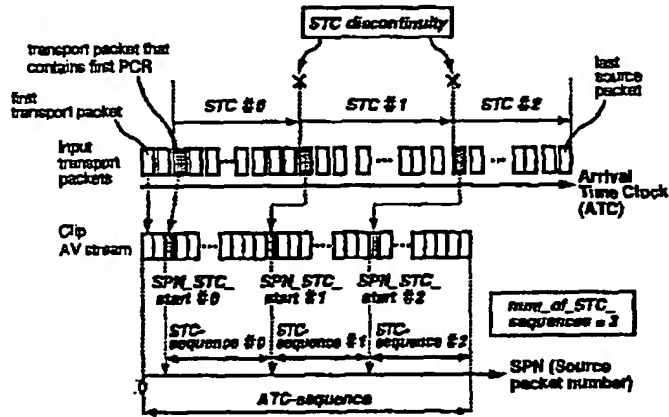 STC discontinuity
transport packet that
contains first PCR
first
transport packet
last
source
packet
STC #0
STC #1
STC #2
Input
transport
packets
Arrival
Time Clock
(ATC)
Clip
AV stream
SPN_STC_
start #0
SPN_STC_
start #1
SPN_STC_
start #2
num_of_STC_
sequences = 3
STC-
sequence #0
STC-
sequence #1
STC-
sequence #2
SPN (Source
packet number)
0
ATC-sequence